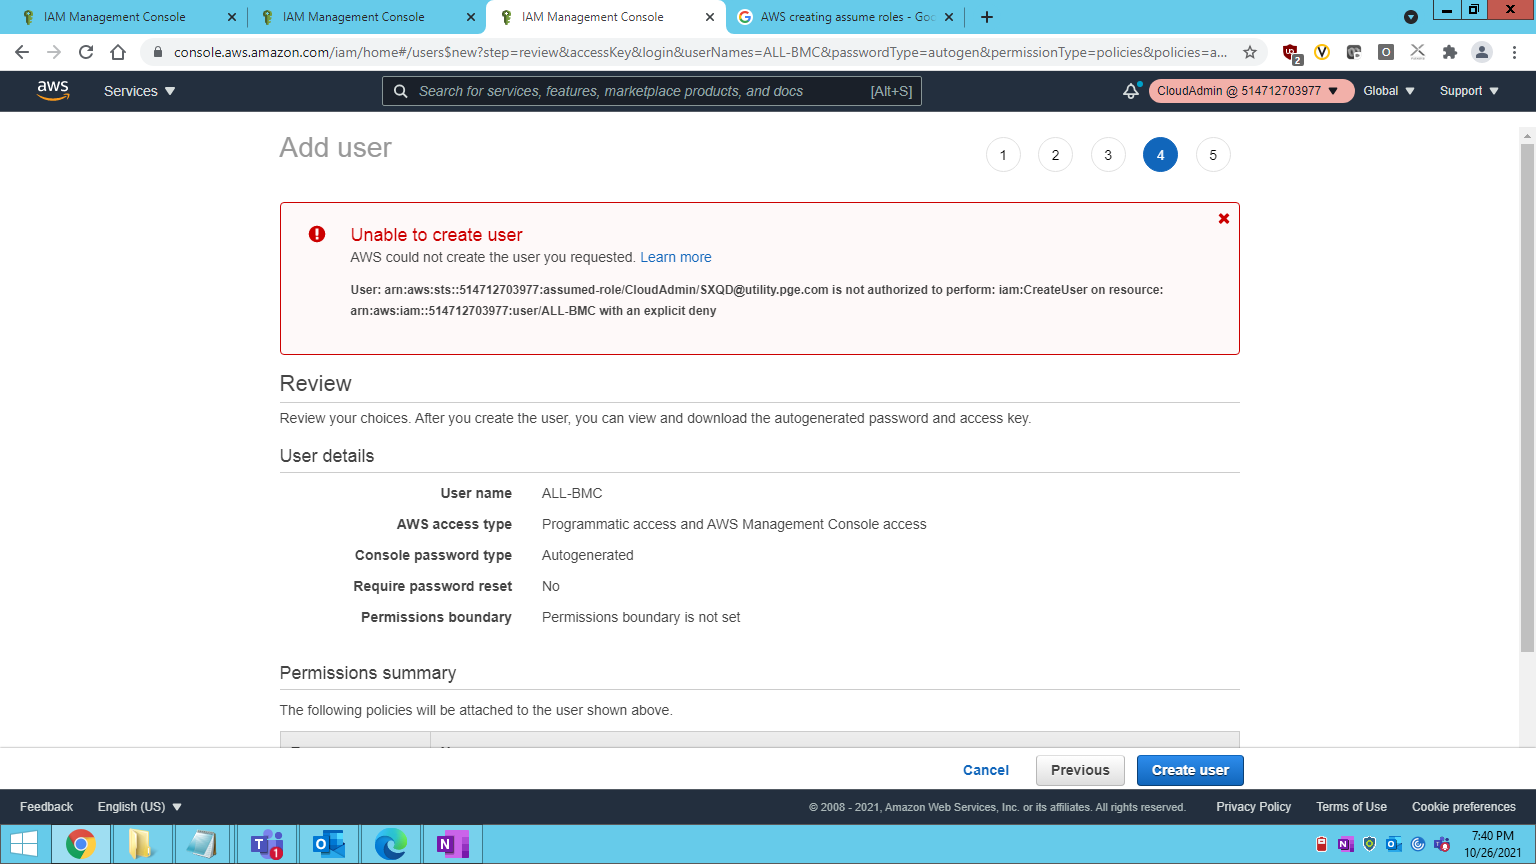 IAM Management Console
IAM Management Console
IAM Management Console
AWS creating assume roles - Goo
console.aws.amazon.com/iam/home#/users$new?step=review&accessKey&login&userNames=ALL-BMC&passwordType=autogen&permissionType=policies&policies=a...
2
aws
Services
Search for services, features, marketplace products, and docs
[Alt+S]
CloudAdmin @ 514712703977
Global
Support
Add user
1
2
3
4
5
Unable to create user
AWS could not create the user you requested. Learn more
User: arn:aws:sts::514712703977:assumed-role/CloudAdmin/SXQD@utility.pge.com is not authorized to perform: iam:CreateUser on resource:
arn:aws:iam::514712703977:user/ALL-BMC with an explicit deny
Review
Review your choices. After you create the user, you can view and download the autogenerated password and access key.
User details
User name ALL-BMC
AWS access type Programmatic access and AWS Management Console access
Console password type Autogenerated
Require password reset No
Permissions boundary Permissions boundary is not set
Permissions summary
The following policies will be attached to the user shown above.
Cancel
Previous
Create user
Feedback
English (US)
© 2008 - 2021, Amazon Web Services, Inc. or its affiliates. All rights reserved.
Privacy Policy
Terms of Use
Cookie preferences
7:40 PM
10/26/2021